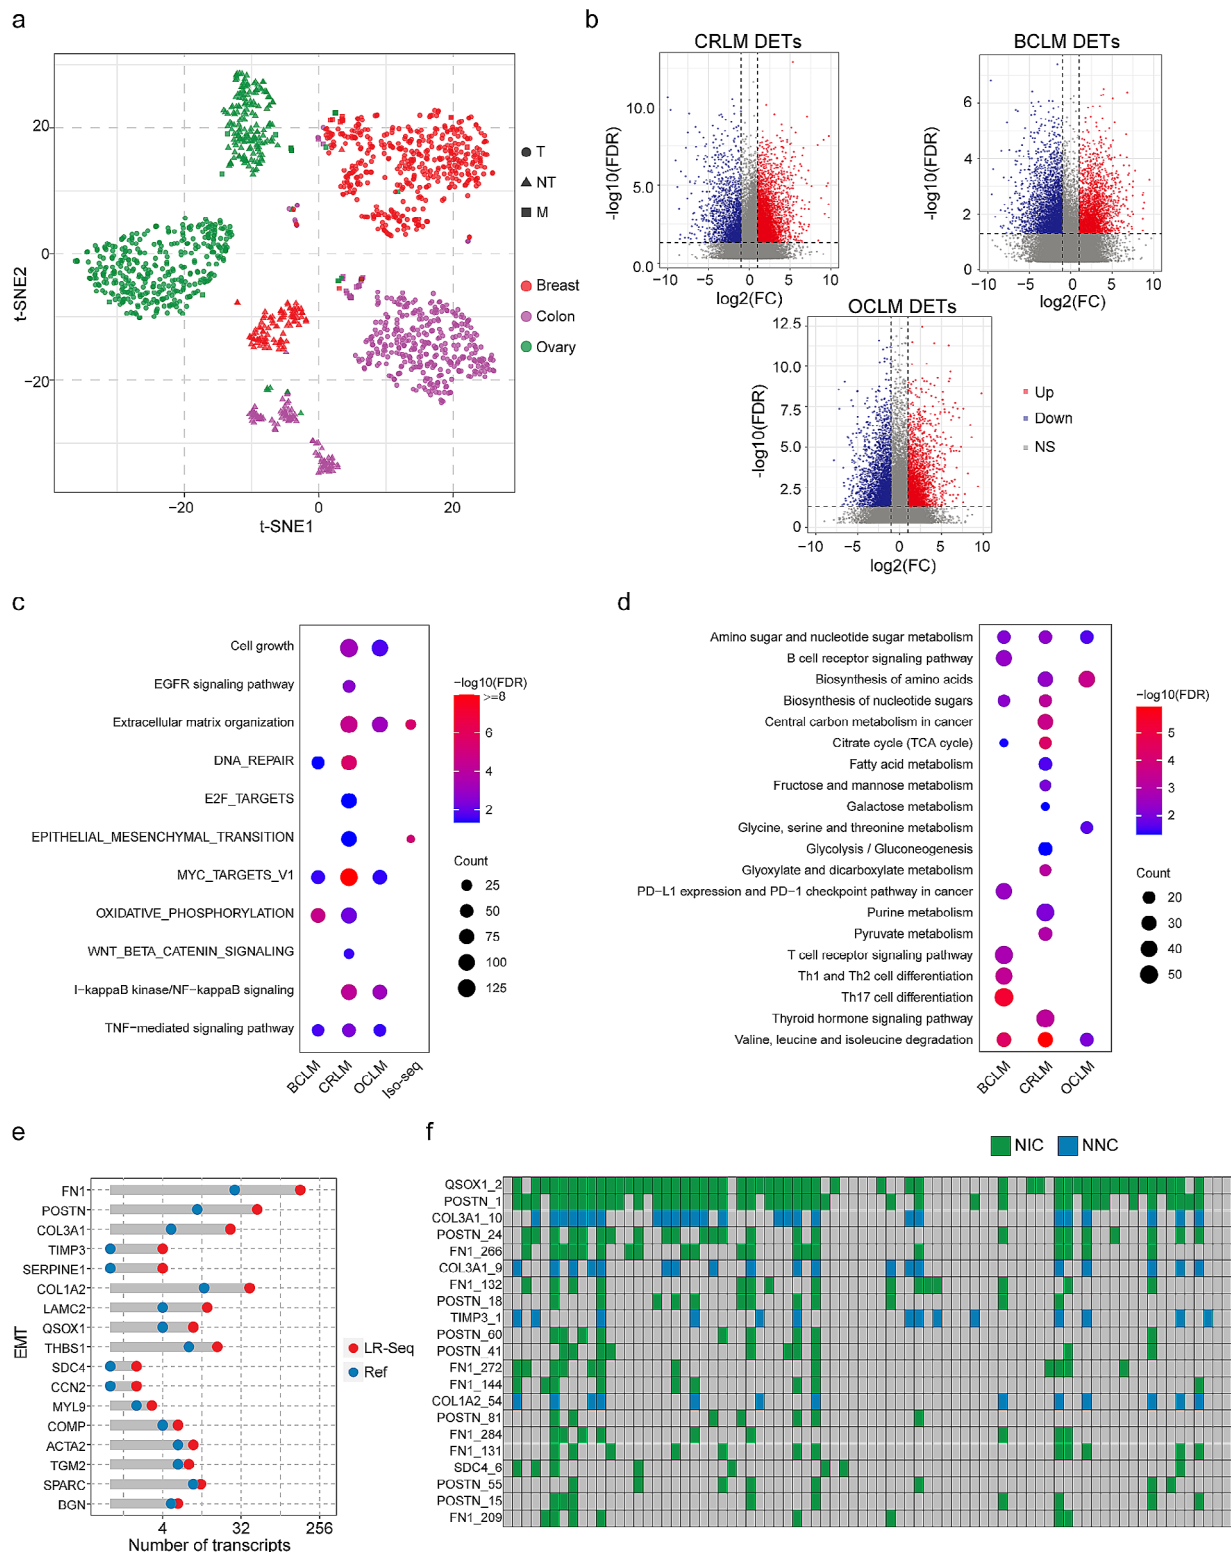 a
20
0
−20
−20
0
20
t-SNE2
t-SNE1
T
NT
M
Breast
Colon
Ovary
b
CRLM DETs
10.0
5.0
0.0
-log10(FDR)
−10
−5
0
5
10
log2(FC)
BCLM DETs
6
4
2
0
-log10(FDR)
−10
−5
0
5
10
log2(FC)
OCLM DETs
12.5
10.0
7.5
5.0
2.5
0
-log10(FDR)
−10
−5
0
5
10
log2(FC)
Up
Down
NS
c
Cell growth
EGFR signaling pathway
Extracellular matrix organization
DNA_REPAIR
E2F_TARGETS
EPITHELIAL_MESENCHYMAL_TRANSITION
MYC_TARGETS_V1
OXIDATIVE_PHOSPHORYLATION
WNT_BETA_CATENIN_SIGNALING
I−kappaB kinase/NF−kappaB signaling
TNF−mediated signaling pathway
BCLM
CRLM
OCLM
Iso-seq
−log10(FDR)
>=8
6
4
2
Count
25
50
75
100
125
d
Amino sugar and nucleotide sugar metabolism
B cell receptor signaling pathway
Biosynthesis of amino acids
Biosynthesis of nucleotide sugars
Central carbon metabolism in cancer
Citrate cycle (TCA cycle)
Fatty acid metabolism
Fructose and mannose metabolism
Galactose metabolism
Glycine, serine and threonine metabolism
Glycolysis / Gluconeogenesis
Glyoxylate and dicarboxylate metabolism
PD−L1 expression and PD−1 checkpoint pathway in cancer
Purine metabolism
Pyruvate metabolism
T cell receptor signaling pathway
Th1 and Th2 cell differentiation
Th17 cell differentiation
Thyroid hormone signaling pathway
Valine, leucine and isoleucine degradation
BCLM
CRLM
OCLM
−log10(FDR)
5
4
3
2
Count
20
30
40
50
e
EMT
FN1
POSTN
COL3A1
TIMP3
SERPINE1
COL1A2
LAMC2
QSOX1
THBS1
SDC4
CCN2
MYL9
COMP
ACTA2
TGM2
SPARC
BGN
4
32
256
Number of transcripts
LR-Seq
Ref
f
NIC
NNC
QSOX1_2
POSTN_1
COL3A1_10
POSTN_24
FN1_266
COL3A1_9
FN1_132
POSTN_18
TIMP3_1
POSTN_60
POSTN_41
FN1_272
FN1_144
COL1A2_54
POSTN_81
FN1_284
FN1_131
SDC4_6
POSTN_55
POSTN_15
FN1_209